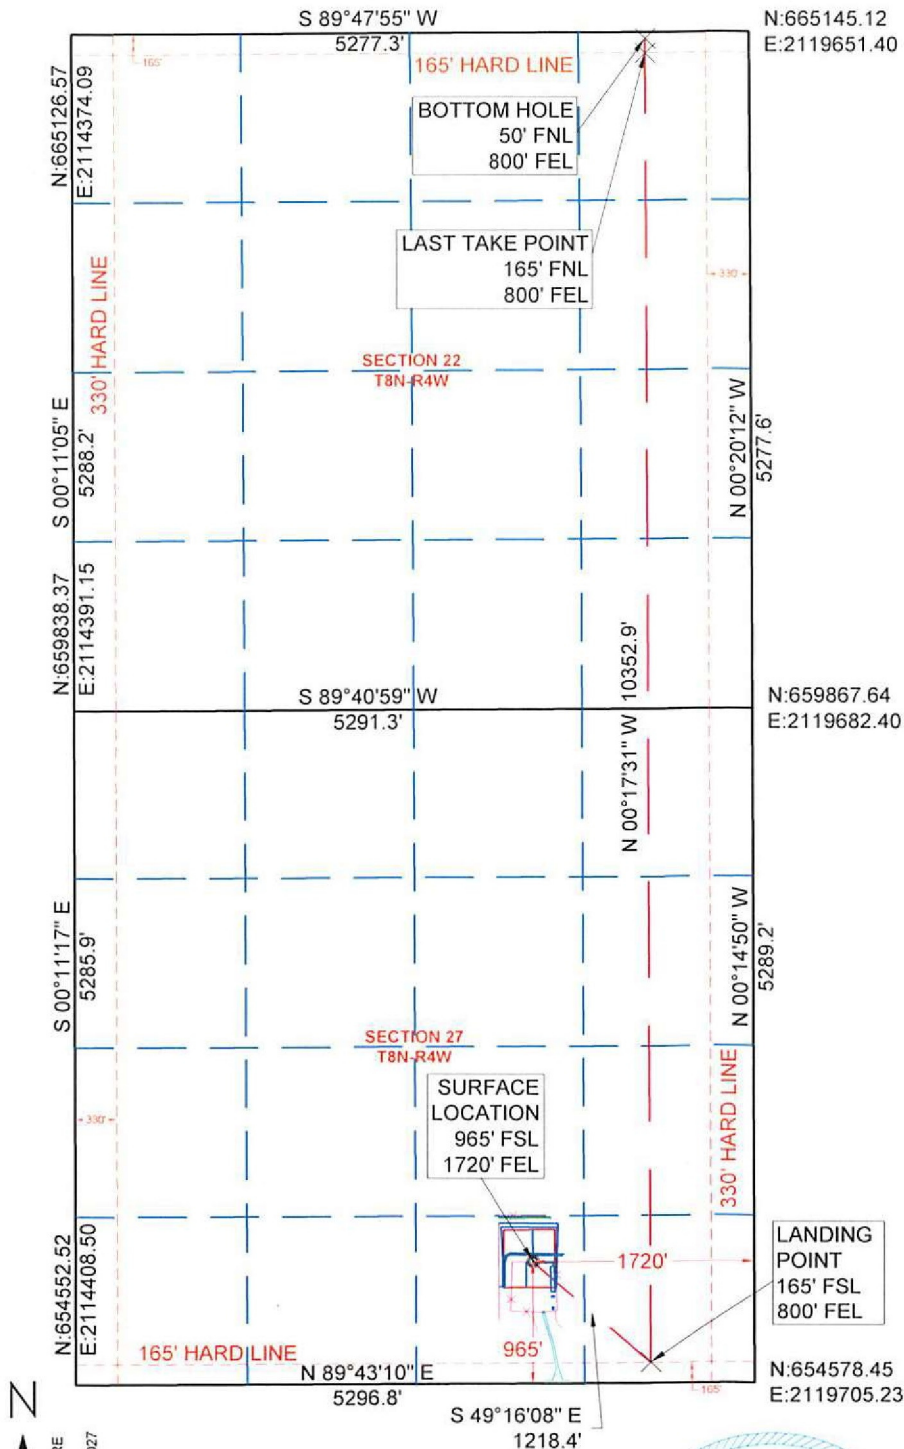 S 89°47'55" W
5277.3'
N:665145.12
E:2119651.40
165'
165' HARD LINE
N:665126.57
E:2114374.09
BOTTOM HOLE
50' FNL
800' FEL
LAST TAKE POINT
165' FNL
800' FEL
330'
330' HARD LINE
SECTION 22
T8N-R4W
S 00°11'05" E
5288.2'
N 00°20'12" W
5277.6'
N:659838.37
E:2114391.15
N 00°17'31" W 10352.9'
S 89°40'59" W
5291.3'
N:659867.64
E:2119682.40
S 00°11'17" E
5285.9'
N 00°14'50" W
5289.2'
SECTION 27
T8N-R4W
SURFACE
LOCATION
965' FSL
1720' FEL
330'
330' HARD LINE
N:654552.52
E:2114408.50
1720'
LANDING
POINT
165' FSL
800' FEL
965'
165' HARD LINE
N 89°43'10" E
5296.8'
165'
N:654578.45
E:2119705.23
S 49°16'08" E
1218.4'
N